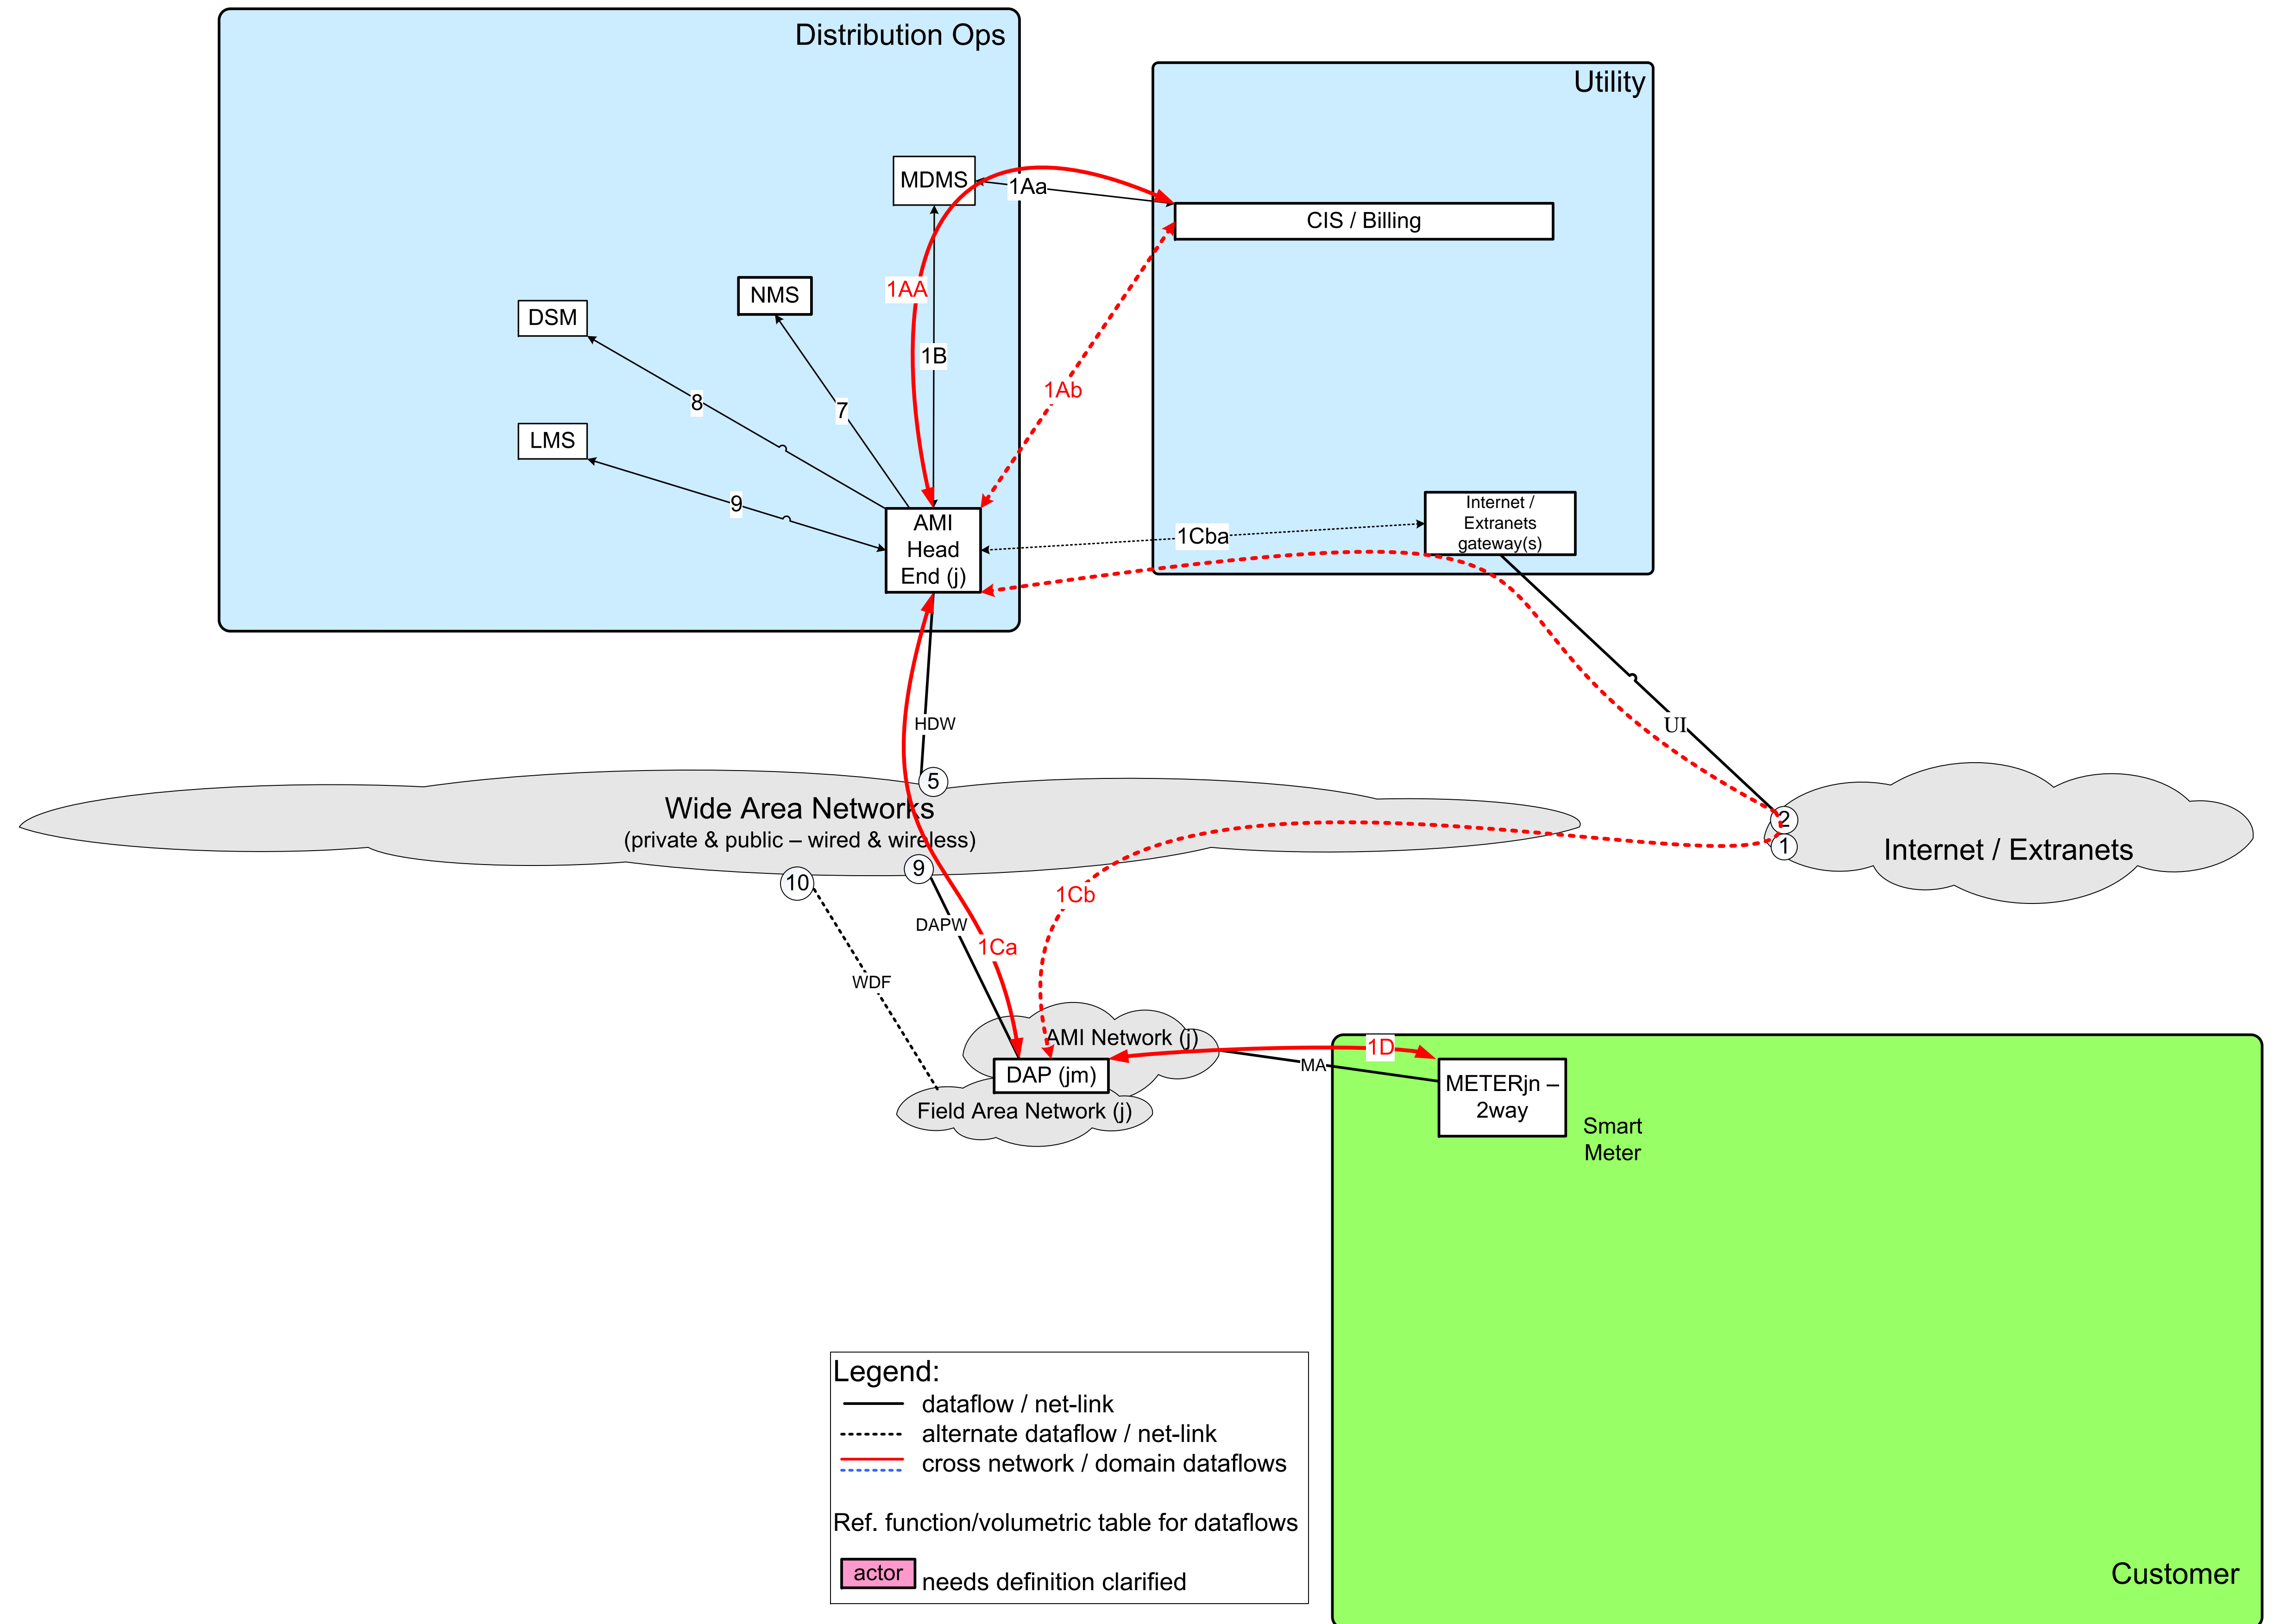 Distribution Ops
Utility
MDMS
1Aa
CIS / Billing
NMS
1AA
DSM
1B
8
7
1Ab
LMS
9
AMI
Head
End (j)
1Cba
Internet /
Extranets
gateway(s)
HDW
UI
5
Wide Area Networks
(private & public – wired & wireless)
2
1
Internet / Extranets
9
10
1Cb
DAPW
1Ca
WDF
AMI Network (j)
1D
MA
DAP (jm)
METERjn –
2way
Field Area Network (j)
Smart
Meter
Legend:
dataflow / net-link
alternate dataflow / net-link
cross network / domain dataflows
Ref. function/volumetric table for dataflows
actor
needs definition clarified
Customer